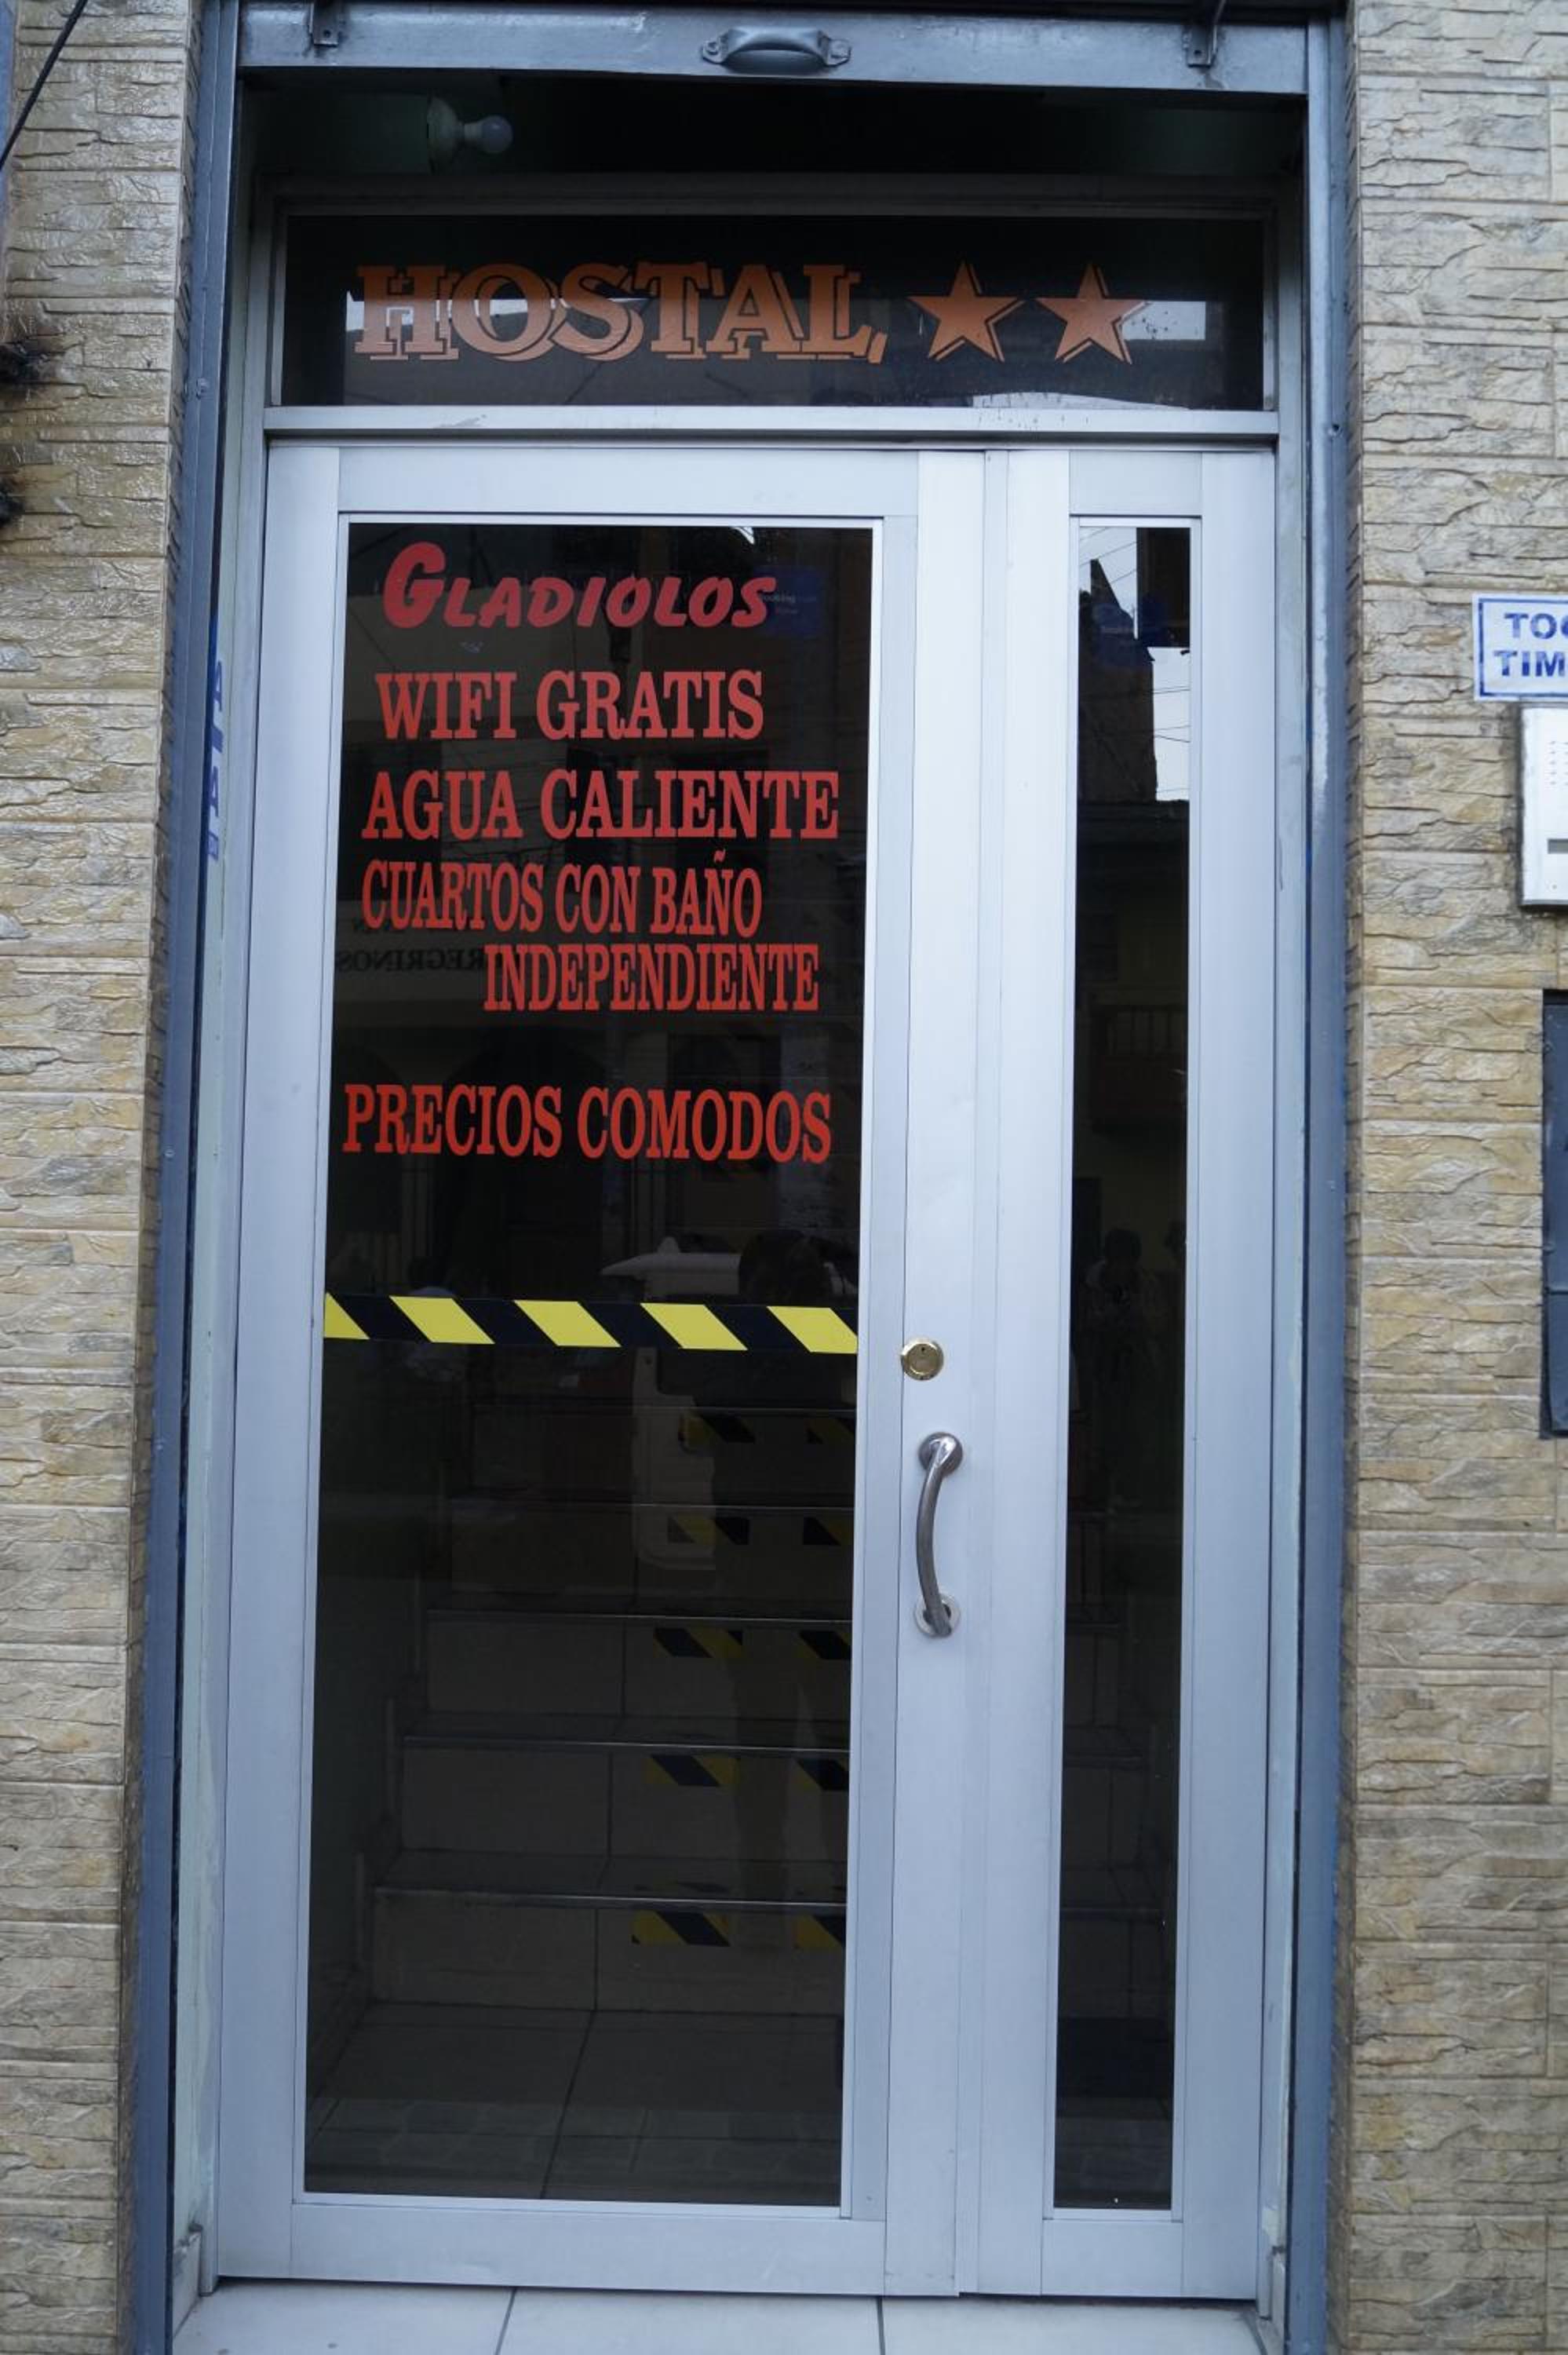 HOSTAL
GLADIOLOS
WIFI GRATIS
AGUA CALIENTE
CUARTOS CON BAÑO
INDEPENDIENTE
PRECIOS COMODOS